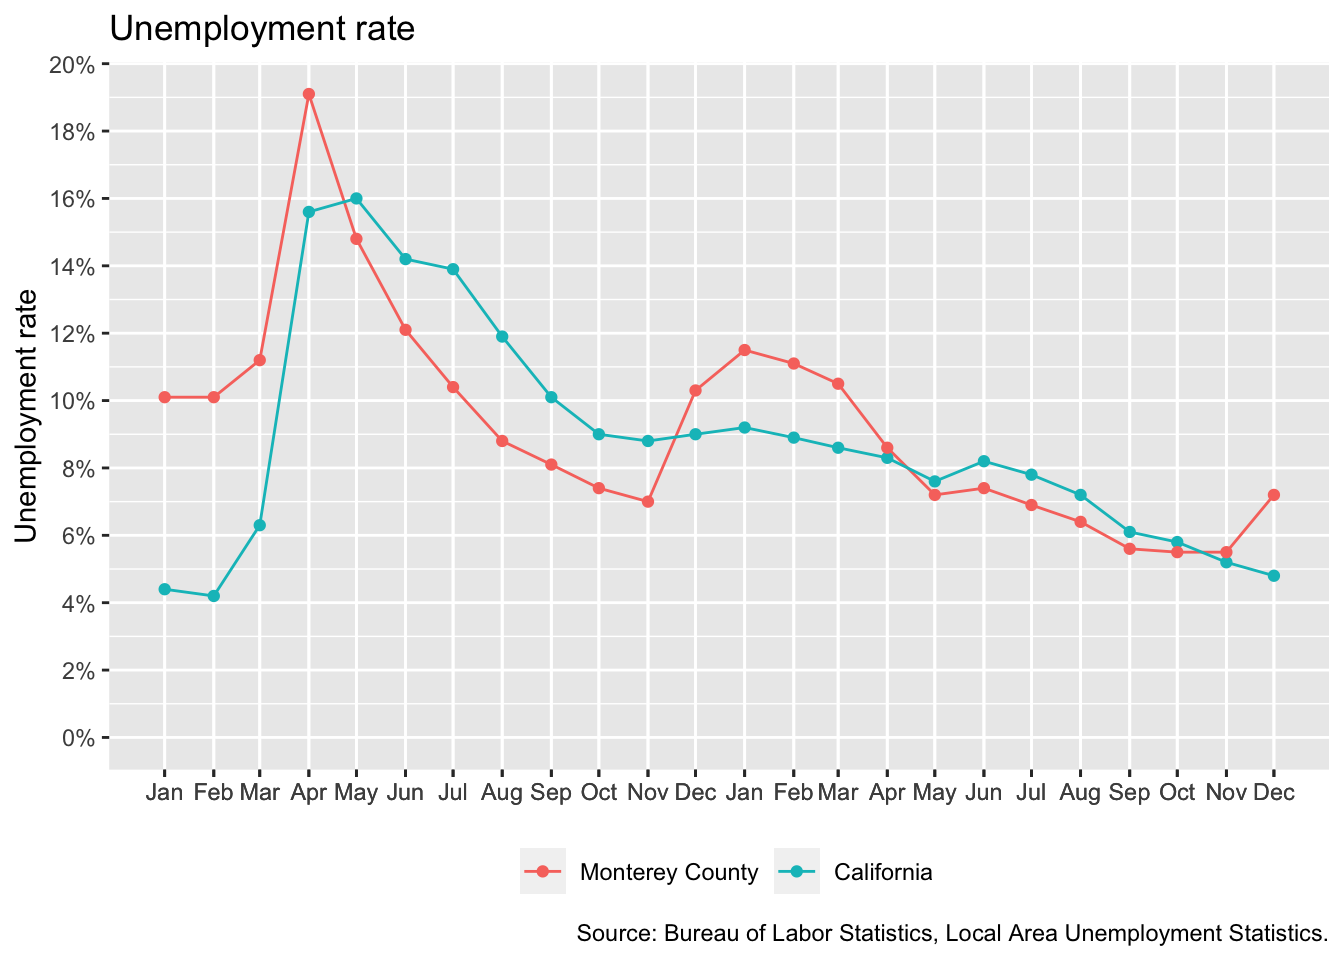 Unemployment rate
20%
18%
16%
14%
12%
10%
8%
6%
4%
2%
0%
Unemployment rate
Jan Feb Mar Apr May Jun Jul Aug Sep Oct Nov Dec Jan Feb Mar Apr May Jun Jul Aug Sep Oct Nov Dec
Monterey County California
Source: Bureau of Labor Statistics, Local Area Unemployment Statistics.